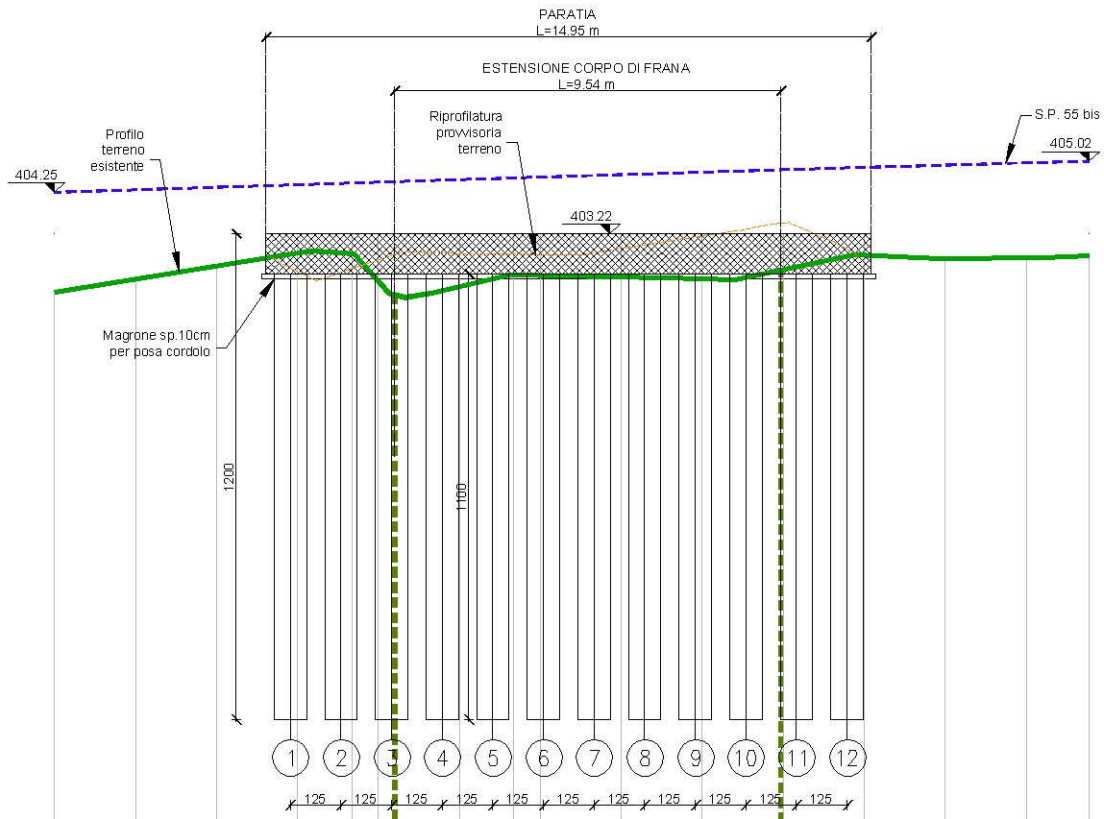 PARATIA
L=14.95 m
ESTENSIONE CORPO DI FRANA
L=9.54 m
Riprofilatura
provvisoria
terreno
S.P. 55 bis
Profilo
terreno
esistente
405.02
404.25
403.22
Magrone sp.10cm
per posa cordolo
1200
1100
1 2 3 4 5 6 7 8 9 10 11 12
125 125 125 125 125 125 125 125 125 125 125